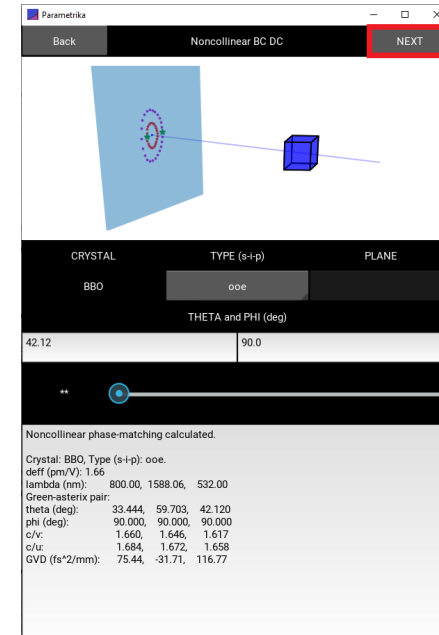 Parametrika
Back Noncollinear BC DC NEXT
CRYSTAL TYPE (s-i-p) PLANE
BBO ooe
THETA and PHI (deg)
42.12 90.0
**
Noncollinear phase-matching calculated.
Crystal: BBO, Type (s-i-p): ooe.
deff (pm/V): 1.66
lambda (nm): 800.00, 1588.06, 532.00
Green-asterix pair:
theta (deg): 33.444, 59.703, 42.120
phi (deg): 90.000, 90.000, 90.000
c/v: 1.660, 1.646, 1.617
c/u: 1.684, 1.672, 1.658
GVD (fs^2/mm): 75.44, -31.71, 116.77